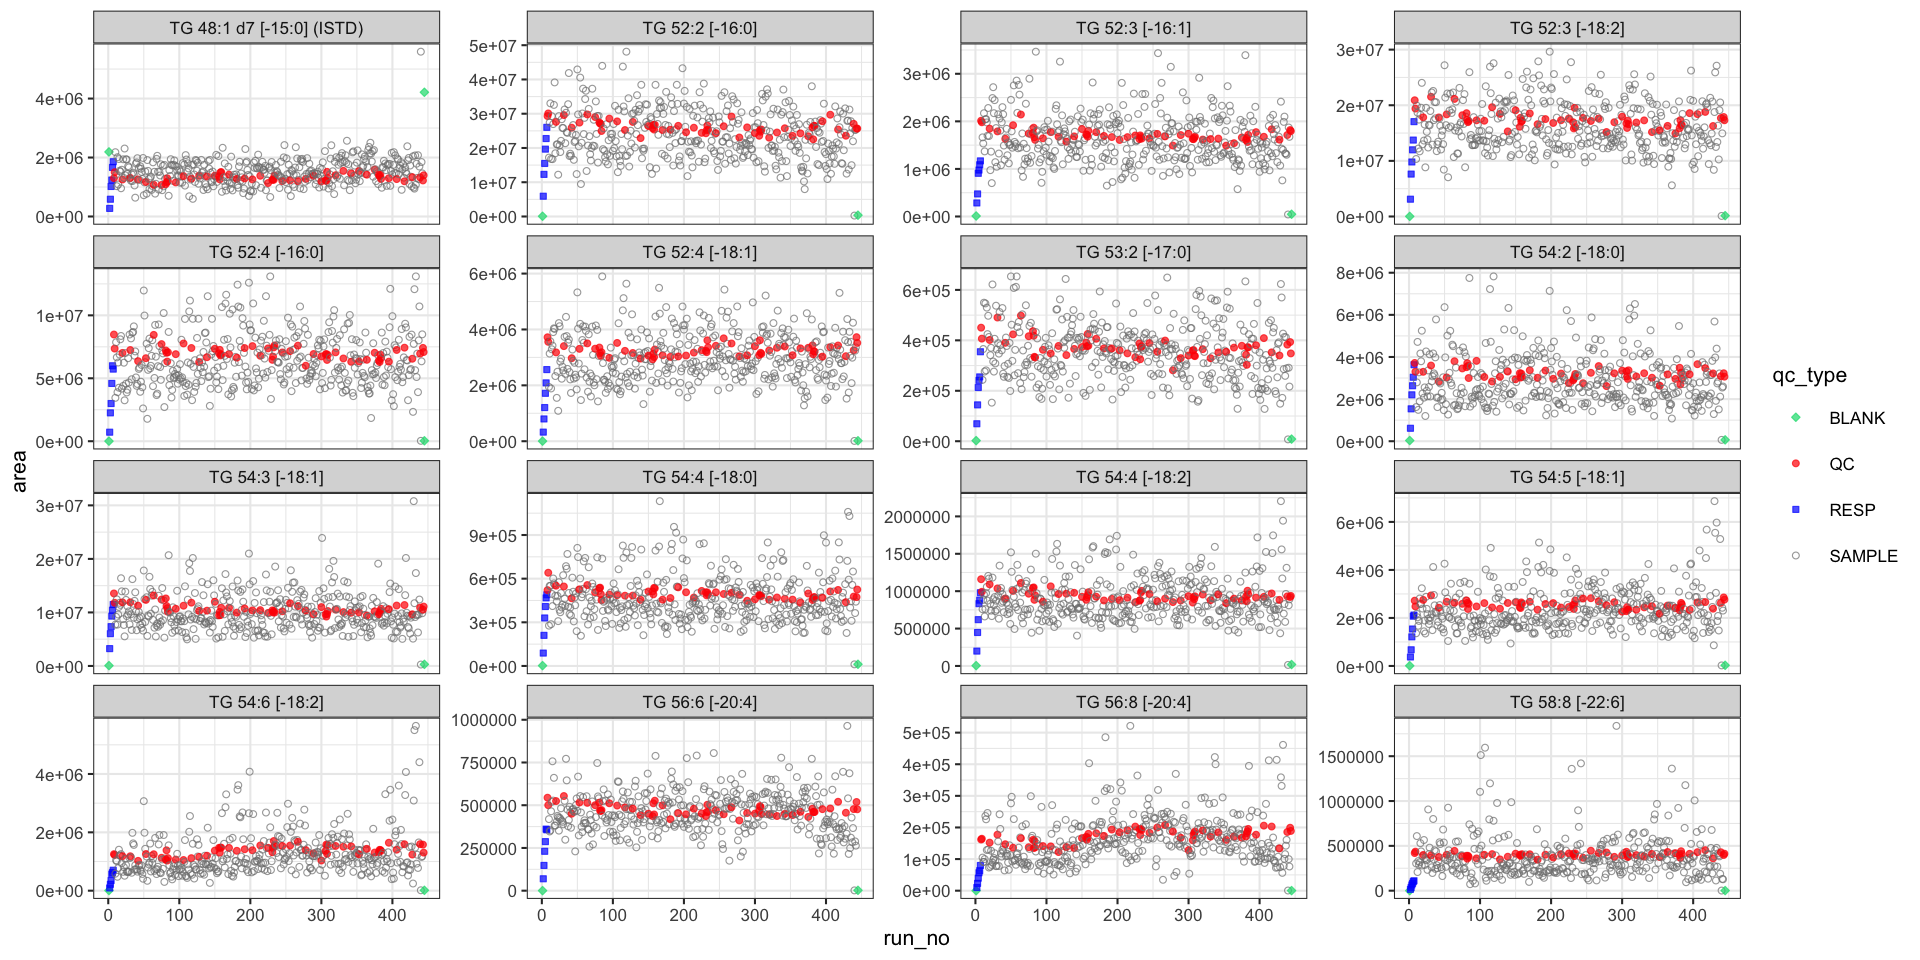 TG 48:1 d7 [-15:0] (ISTD)
TG 52:2 [-16:0]
TG 52:3 [-16:1]
TG 52:3 [-18:2]
4e+06
2e+06
0e+00
5e+07
4e+07
3e+07
2e+07
1e+07
0e+00
3e+06
2e+06
1e+06
0e+00
3e+07
2e+07
1e+07
0e+00
TG 52:4 [-16:0]
TG 52:4 [-18:1]
TG 53:2 [-17:0]
TG 54:2 [-18:0]
1e+07
5e+06
0e+00
6e+06
4e+06
2e+06
0e+00
6e+05
4e+05
2e+05
0e+00
8e+06
6e+06
4e+06
2e+06
0e+00
TG 54:3 [-18:1]
TG 54:4 [-18:0]
TG 54:4 [-18:2]
TG 54:5 [-18:1]
3e+07
2e+07
1e+07
0e+00
9e+05
6e+05
3e+05
0e+00
2000000
1500000
1000000
500000
0
6e+06
4e+06
2e+06
0e+00
TG 54:6 [-18:2]
TG 56:6 [-20:4]
TG 56:8 [-20:4]
TG 58:8 [-22:6]
4e+06
2e+06
0e+00
1000000
750000
500000
250000
0
5e+05
4e+05
3e+05
2e+05
1e+05
0e+00
1500000
1000000
500000
0
0 100 200 300 400
0 100 200 300 400
0 100 200 300 400
0 100 200 300 400
run_no
area
qc_type
BLANK
QC
RESP
SAMPLE